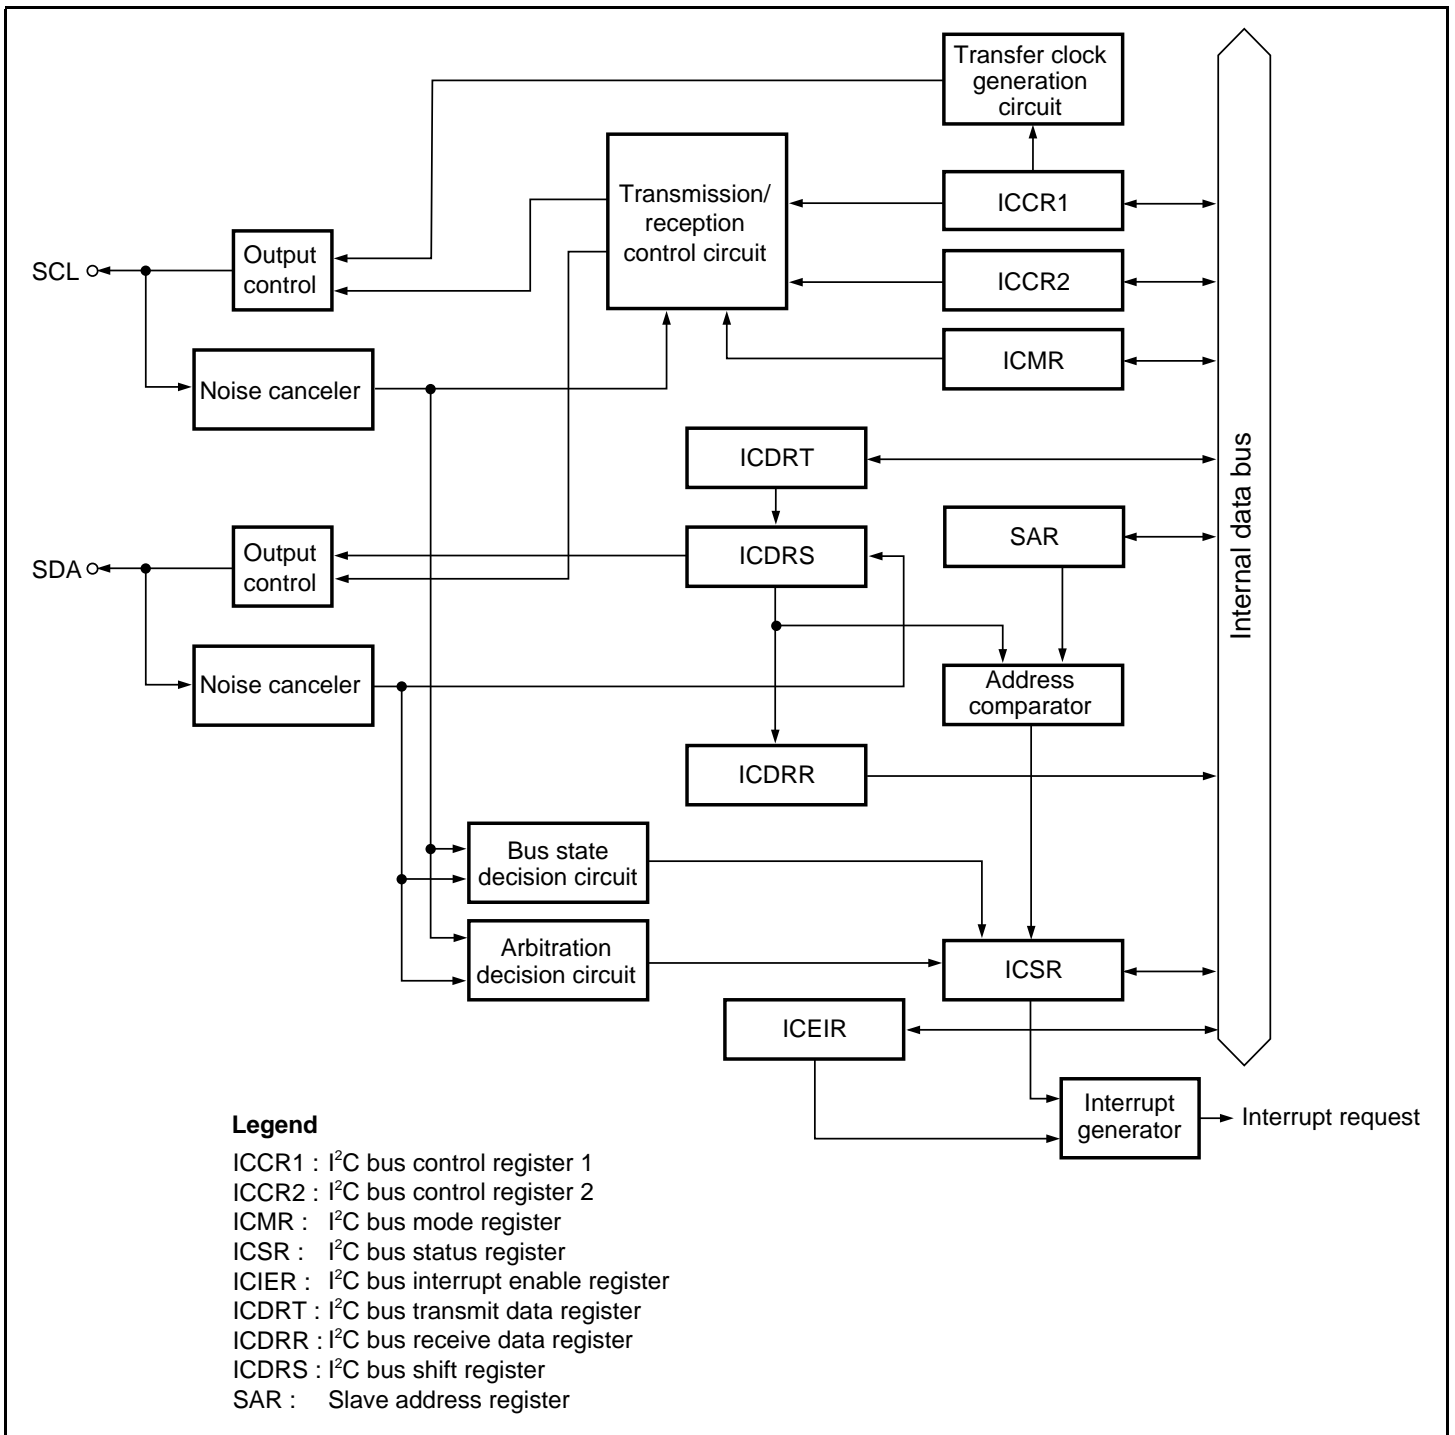 Transfer clock
generation
circuit
Transmission/
reception
control circuit
ICCR1
Output
control
SCL
ICCR2
ICMR
Noise canceler
ICDRT
Internal data bus
SAR
ICDRS
Output
control
SDA
Noise canceler
Address
comparator
ICDRR
Bus state
decision circuit
Arbitration
decision circuit
ICSR
ICEIR
Interrupt
generator
Interrupt request
Legend
ICCR1 : I²C bus control register 1
ICCR2 : I²C bus control register 2
ICMR : I²C bus mode register
ICSR : I²C bus status register
ICIER : I²C bus interrupt enable register
ICDRT : I²C bus transmit data register
ICDRR : I²C bus receive data register
ICDRS : I²C bus shift register
SAR : Slave address register